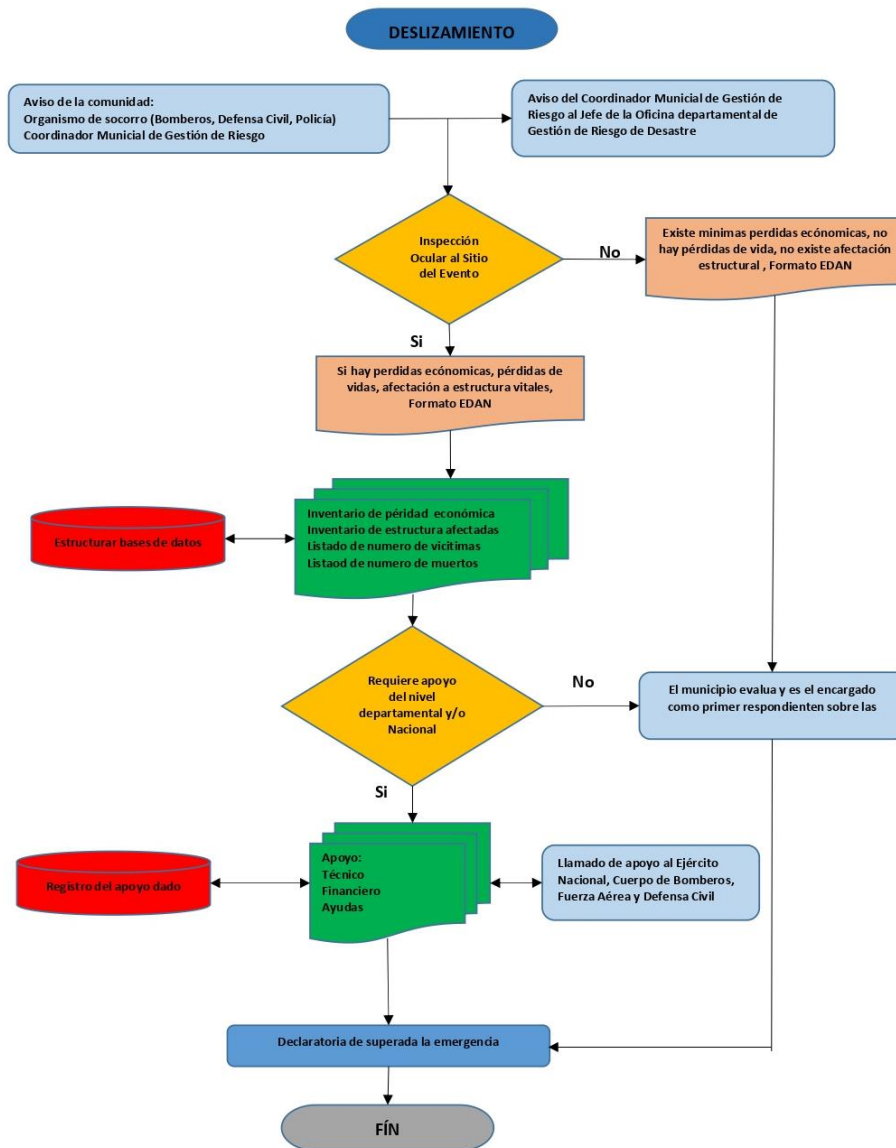 DESLIZAMIENTO
Aviso de la comunidad:
Organismo de socorro (Bomberos, Defensa Civil, Policía)
Coordinador Municial de Gestión de Riesgo
Aviso del Coordinador Municipal de Gestión de
Riesgo al Jefe de la Oficina departamental de
Gestión de Riesgo de Desastre
Inspección
Ocular al Sitio
del Evento
No
Existe minimas perdidas ecónomicas, no
hay pérdidas de vida, no existe afectación
estructural , Formato EDAN
Si
Si hay perdidas ecónomicas, pérdidas de
vidas, afectación a estructura vitales,
Formato EDAN
Estructurar bases de datos
Inventario de péridad económica
Inventario de estructura afectadas
Listado de numero de vicitimas
Listaod de numero de muertos
Requiere apoyo
del nivel
departamental y/o
Nacional
No
El municipio evalua y es el encargado
como primer respondienten sobre las
Si
Registro del apoyo dado
Apoyo:
Técnico
Financiero
Ayudas
Llamado de apoyo al Ejército
Nacional, Cuerpo de Bomberos,
Fuerza Aérea y Defensa Civil
Declaratoria de superada la emergencia
FÍN